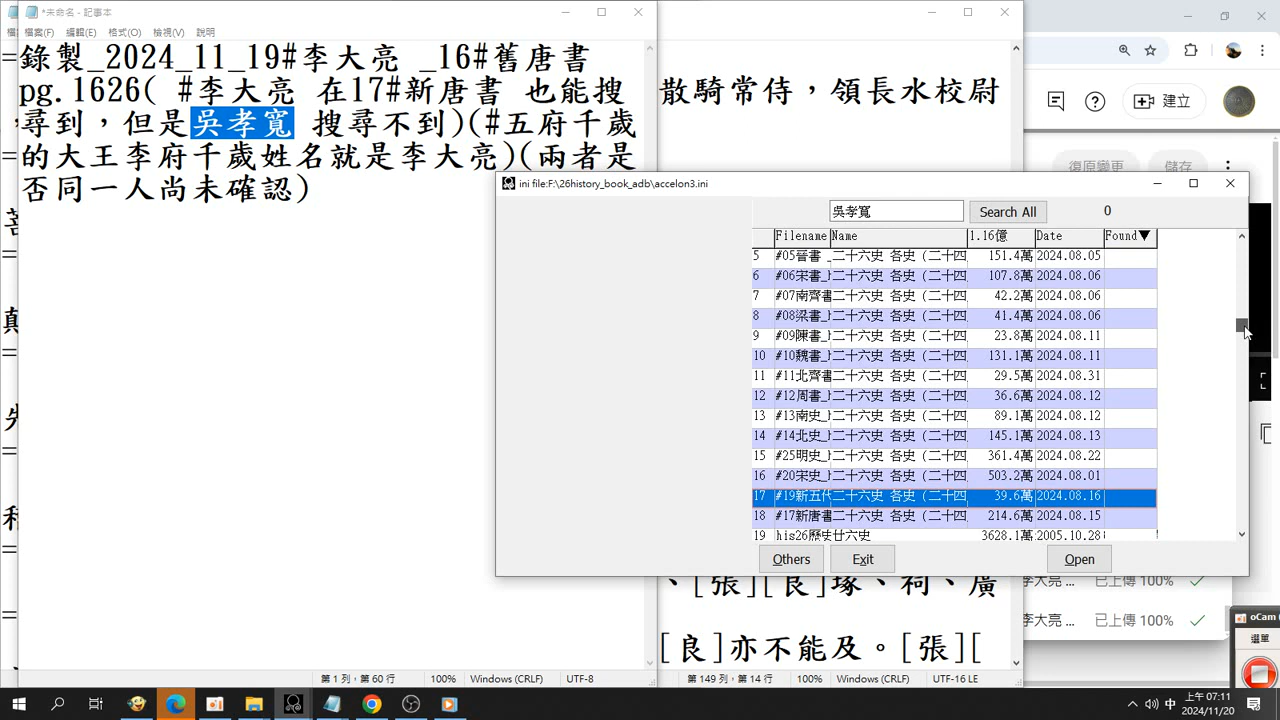 *未命名 - 記事本
檔案(F) 編輯(E) 格式(O) 檢視(V) 說明
錄製_2024_11_19#李大亮 _16#舊唐書
pg.1626( #李大亮 在17#新唐書 也能搜
尋到，但是吳孝寬 搜尋不到)(#五府千歲
的大王李府千歲姓名就是李大亮)(兩者是
否同一人尚未確認)
第 1 列，第 60 行 100% Windows (CRLF) UTF-8
散騎常侍，領長水校尉
、[張][良]塚、祠、廣
[良]亦不能及。[張][
第 149 列，第 14 行 100% Windows (CRLF) UTF-16 LE
建立
復原變更 儲存
ini file:F:\26history_book_adb\accelon3.ini
吳孝寬 Search All 0
Filename Name 1.16億 Date Found▼
5 #05晉書_ 二十六史 各史（二十四 151.4萬 2024.08.05
6 #06宋書_ 二十六史 各史（二十四 107.8萬 2024.08.06
7 #07南齊書 二十六史 各史（二十四 42.2萬 2024.08.06
8 #08梁書_ 二十六史 各史（二十四 41.4萬 2024.08.06
9 #09陳書_ 二十六史 各史（二十四 23.8萬 2024.08.11
10 #10魏書_ 二十六史 各史（二十四 131.1萬 2024.08.11
11 #11北齊書 二十六史 各史（二十四 29.5萬 2024.08.31
12 #12周書_ 二十六史 各史（二十四 36.6萬 2024.08.12
13 #13南史_ 二十六史 各史（二十四 89.1萬 2024.08.12
14 #14北史_ 二十六史 各史（二十四 145.1萬 2024.08.13
15 #25明史_ 二十六史 各史（二十四 361.4萬 2024.08.22
16 #20宋史_ 二十六史 各史（二十四 503.2萬 2024.08.01
17 #19新五代 二十六史 各史（二十四 39.6萬 2024.08.16
18 #17新唐書 二十六史 各史（二十四 214.6萬 2024.08.15
19 his26歷史 廿六史 3628.1萬 2005.10.28
Others Exit Open
李大亮 ... 已上傳 100%
李大亮 ... 已上傳 100%
oCam
選單
中
上午 07:11
2024/11/20